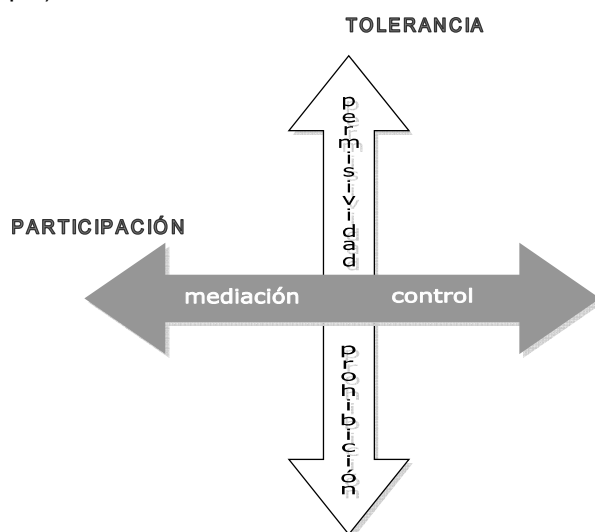 TOLERANCIA
permisividad
PARTICIPACIÓN
mediación
control
prohibición